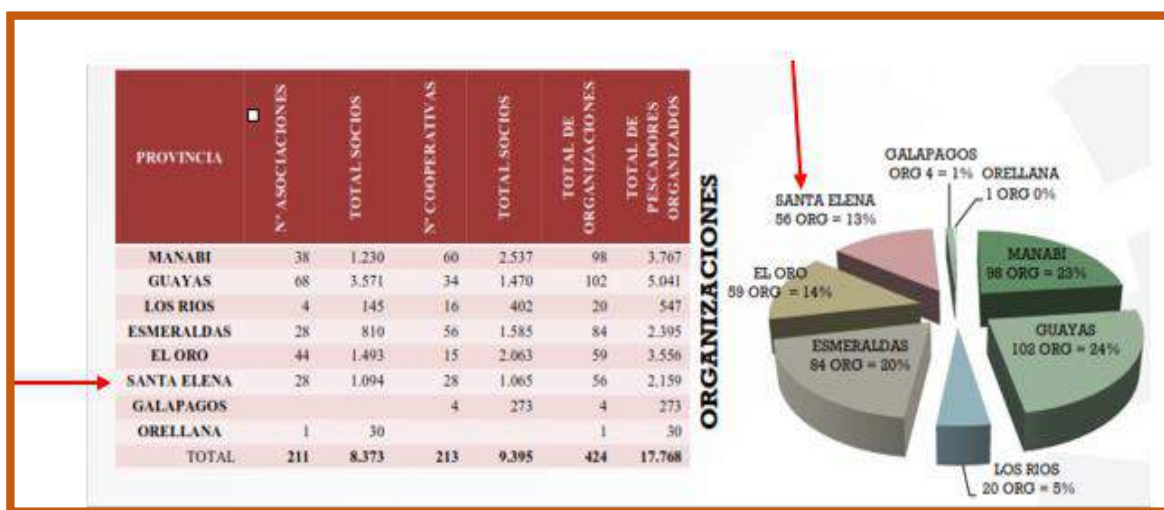 PROVINCIA N° ASOCIACIONES TOTAL SOCIOS N° COOPERATIVAS TOTAL SOCIOS TOTAL DE ORGANIZACIONES TOTAL DE PESCADORES ORGANIZADOS
MANABI 38 1.230 60 2.537 98 3.767
GUAYAS 68 3.571 34 1.470 102 5.041
LOS RIOS 4 145 16 402 20 547
ESMERALDAS 28 810 56 1.585 84 2.395
EL ORO 44 1.493 15 2.063 59 3.556
SANTA ELENA 28 1.094 28 1.065 56 2.159
GALAPAGOS 4 273 4 273
ORELLANA 1 30 1 30
TOTAL 211 8.373 213 9.395 424 17.768
ORGANIZACIONES
GALAPAGOS
ORG 4 = 1%
ORELLANA
1 ORG 0%
SANTA ELENA
56 ORG = 13%
MANABI
98 ORG = 23%
EL ORO
59 ORG = 14%
GUAYAS
102 ORG = 24%
ESMERALDAS
84 ORG = 20%
LOS RIOS
20 ORG = 5%